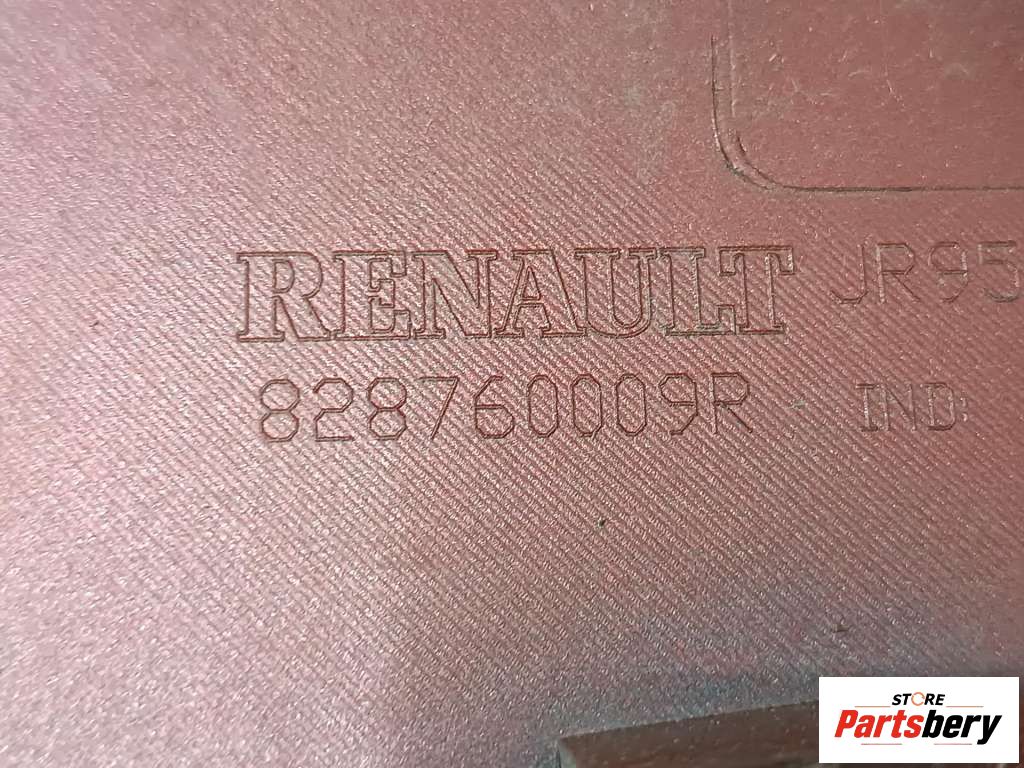 RENAULT JR95
828760009R IND:
STORE
Partsbery